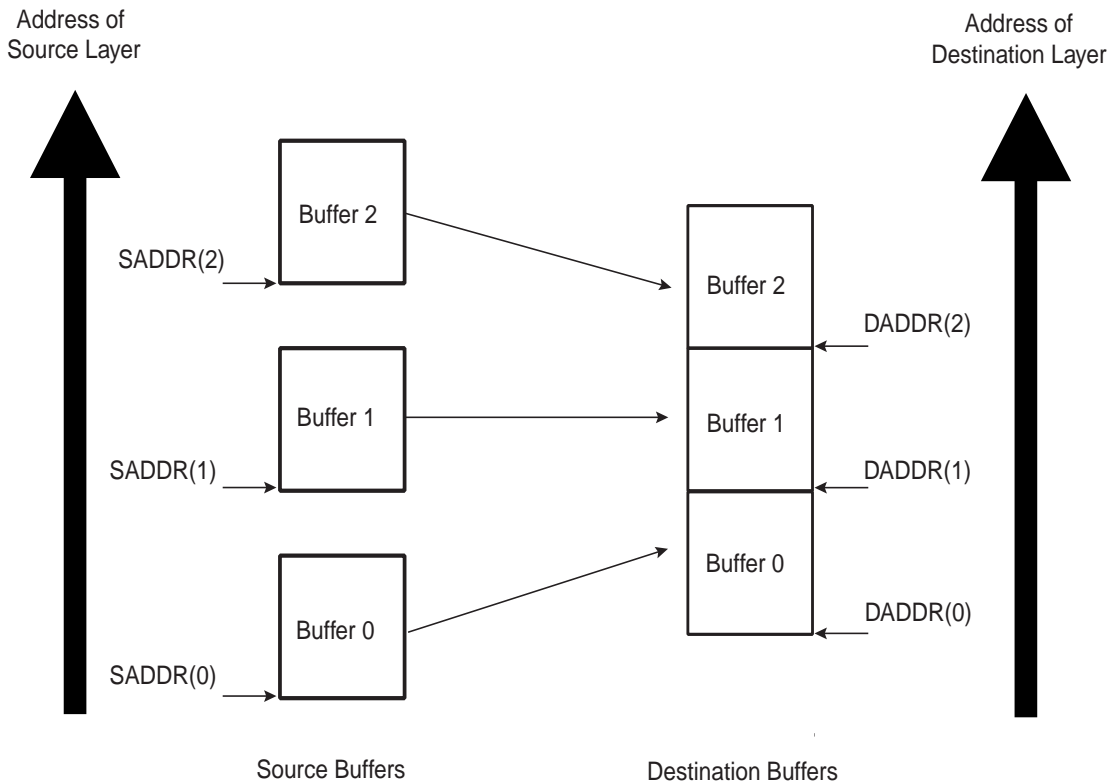 Address of
Source Layer
Address of
Destination Layer
Buffer 2
SADDR(2)
Buffer 2
DADDR(2)
Buffer 1
Buffer 1
SADDR(1)
DADDR(1)
Buffer 0
Buffer 0
DADDR(0)
SADDR(0)
Source Buffers
Destination Buffers